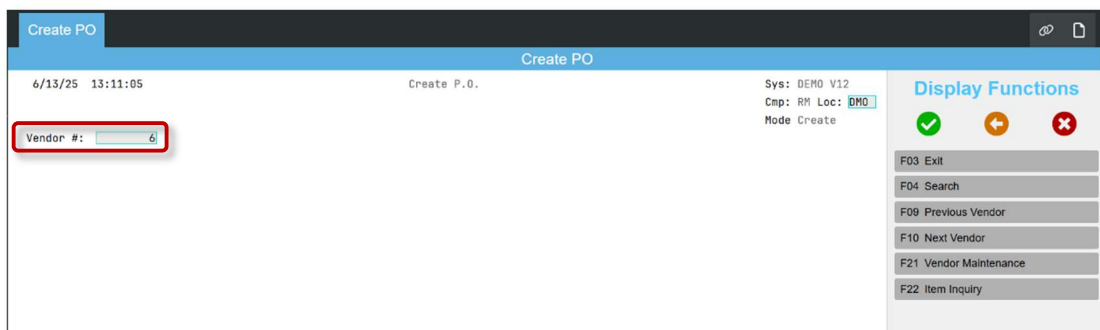 Create PO
Create PO
6/13/25 13:11:05 Create P.O. Sys: DEMO V12
Cmp: RM Loc: DMO
Mode Create
Vendor #: 6
Display Functions
F03 Exit
F04 Search
F09 Previous Vendor
F10 Next Vendor
F21 Vendor Maintenance
F22 Item Inquiry